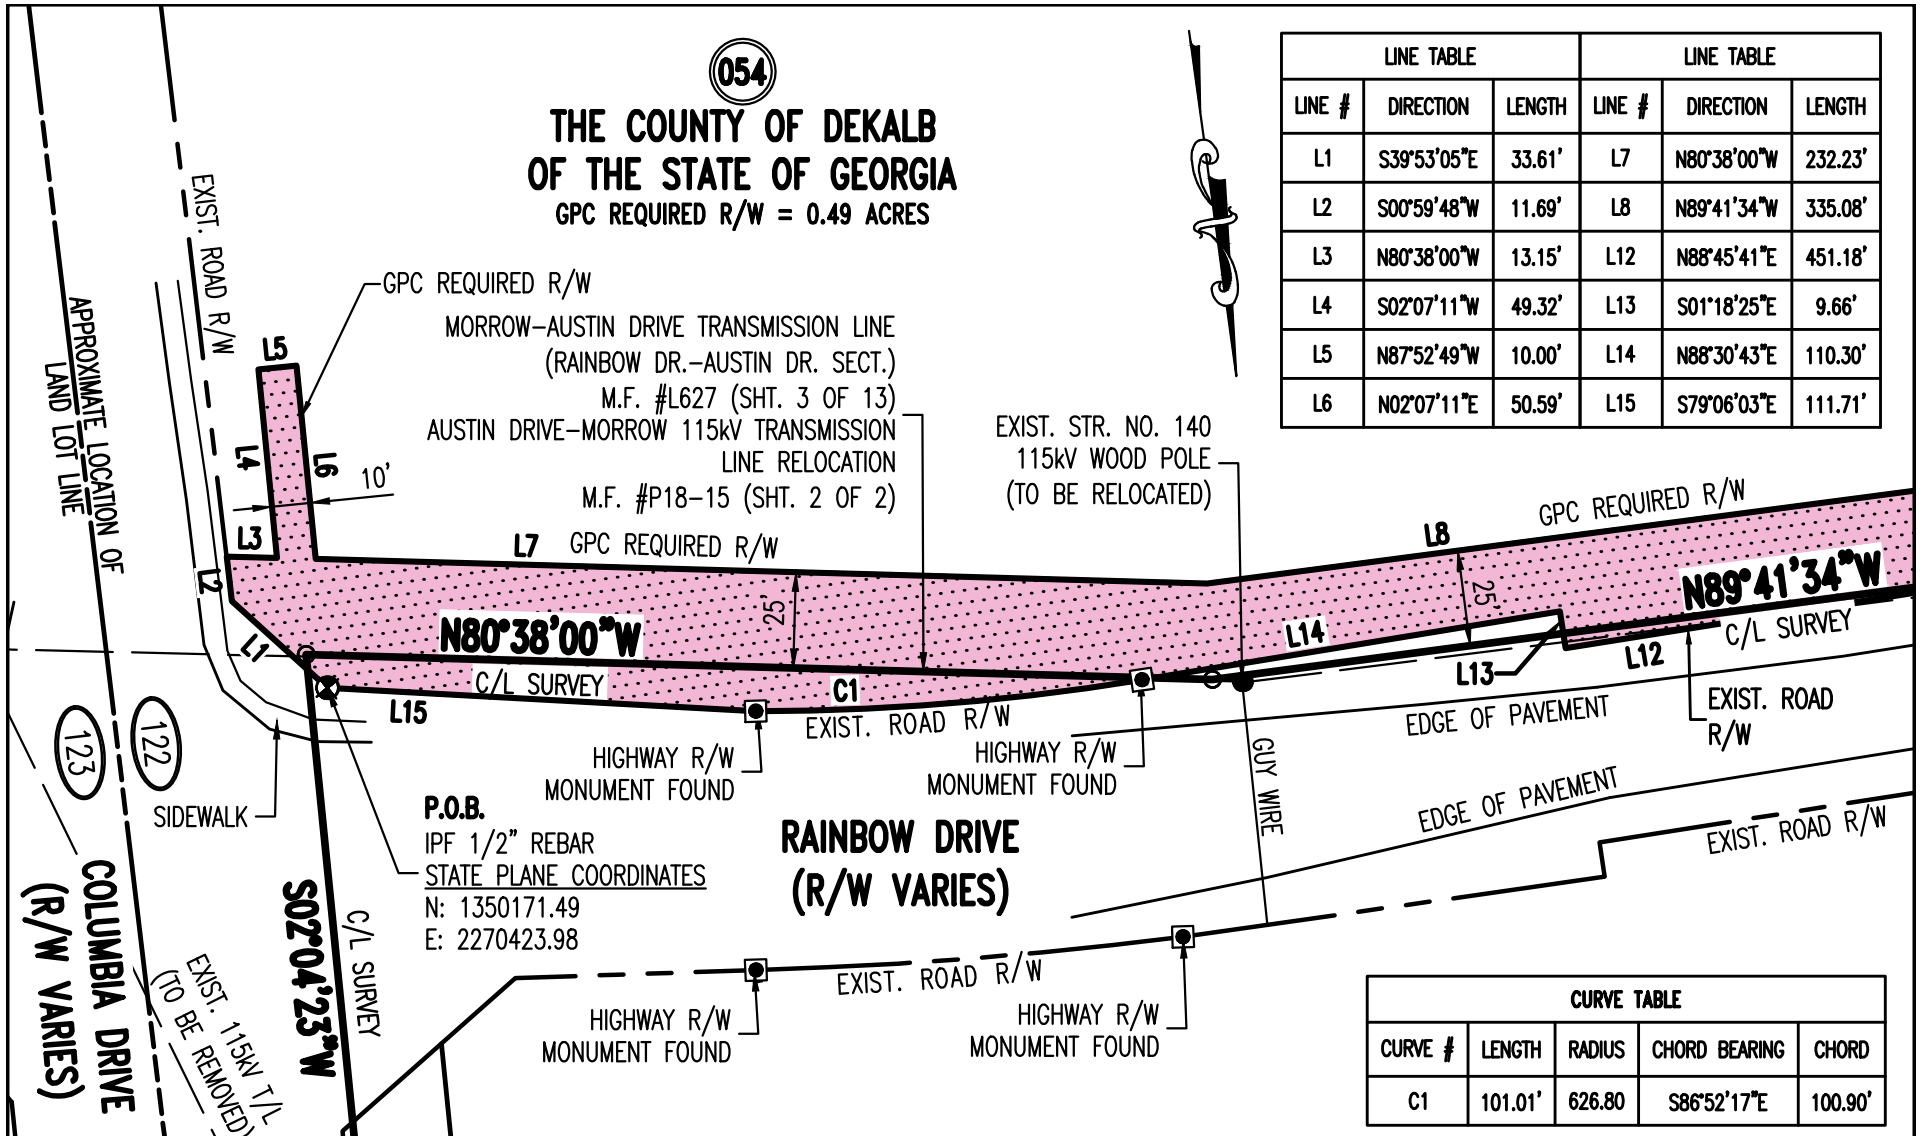 054
THE COUNTY OF DEKALB
OF THE STATE OF GEORGIA
GPC REQUIRED R/W = 0.49 ACRES
LINE TABLE LINE TABLE
LINE # DIRECTION LENGTH LINE # DIRECTION LENGTH
L1 S39°53'05"E 33.61' L7 N80°38'00"W 232.23'
L2 S00°59'48"W 11.69' L8 N89°41'34"W 335.08'
L3 N80°38'00"W 13.15' L12 N88°45'41"E 451.18'
L4 S02°07'11"W 49.32' L13 S01°18'25"E 9.66'
L5 N87°52'49"W 10.00' L14 N88°30'43"E 110.30'
L6 N02°07'11"E 50.59' L15 S79°06'03"E 111.71'
EXIST. ROAD R/W
APPROXIMATE LOCATION OF
LAND LOT LINE
GPC REQUIRED R/W
MORROW-AUSTIN DRIVE TRANSMISSION LINE
(RAINBOW DR.-AUSTIN DR. SECT.)
M.F. #L627 (SHT. 3 OF 13)
AUSTIN DRIVE-MORROW 115kV TRANSMISSION
LINE RELOCATION
M.F. #P18-15 (SHT. 2 OF 2)
EXIST. STR. NO. 140
115kV WOOD POLE
(TO BE RELOCATED)
L5
L4
L6
10'
L3
L2
L1
L7
GPC REQUIRED R/W
L8
GPC REQUIRED R/W
25'
25'
N80°38'00"W
N89°41'34"W
C/L SURVEY
C/L SURVEY
C1
L14
L13
L12
L15
EXIST. ROAD R/W
EXIST. ROAD
R/W
EDGE OF PAVEMENT
EDGE OF PAVEMENT
HIGHWAY R/W
MONUMENT FOUND
HIGHWAY R/W
MONUMENT FOUND
GUY WIRE
123
122
SIDEWALK
P.O.B.
IPF 1/2" REBAR
STATE PLANE COORDINATES
N: 1350171.49
E: 2270423.98
RAINBOW DRIVE
(R/W VARIES)
EXIST. ROAD R/W
COLUMBIA DRIVE
(R/W VARIES)
S02°04'23"W
C/L SURVEY
EXIST. 115kV T/L
(TO BE REMOVED)
EXIST. ROAD R/W
HIGHWAY R/W
MONUMENT FOUND
HIGHWAY R/W
MONUMENT FOUND
CURVE TABLE
CURVE # LENGTH RADIUS CHORD BEARING CHORD
C1 101.01' 626.80 S86°52'17"E 100.90'